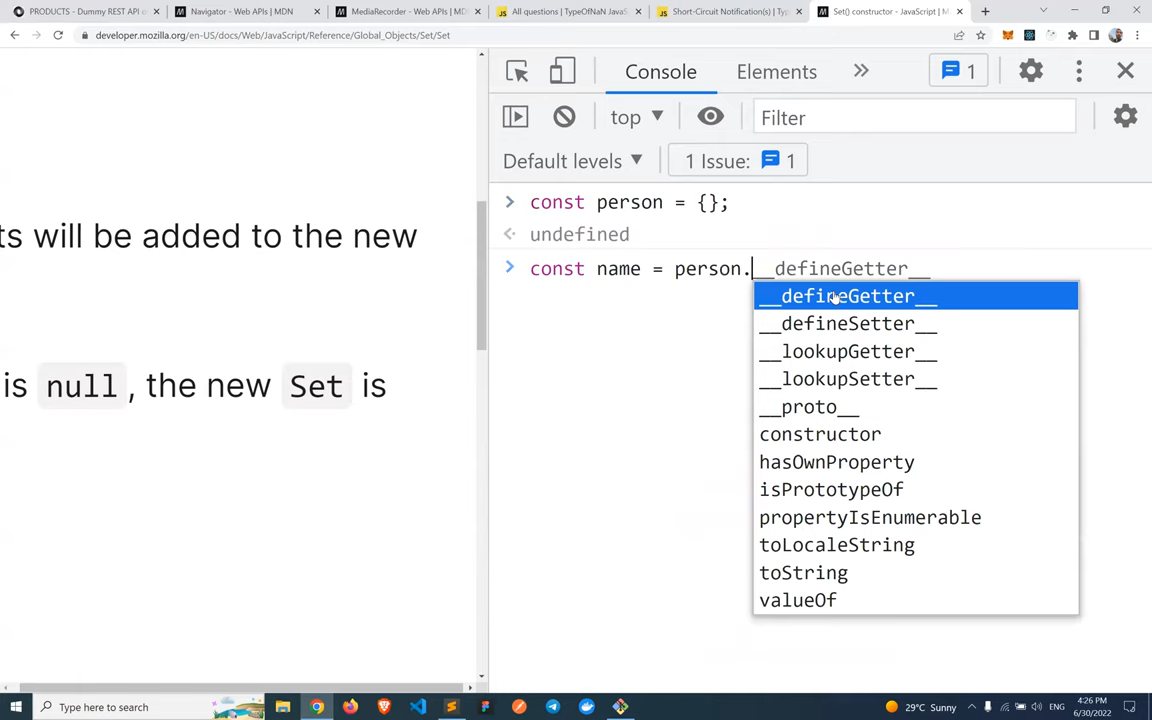 PRODUCTS - Dummy REST API
Navigator - Web APIs | MDN
MediaRecorder - Web APIs | MDN
All questions | TypeOfNaN JavaS
Short-Circuit Notification(s) | Typ
Set() constructor - JavaScript | M
developer.mozilla.org/en-US/docs/Web/JavaScript/Reference/Global_Objects/Set/Set
Console
Elements
1
top
Filter
Default levels
1 Issue:
1
const person = {};
undefined
const name = person.__defineGetter__
__defineGetter__
__defineSetter__
__lookupGetter__
__lookupSetter__
__proto__
constructor
hasOwnProperty
isPrototypeOf
propertyIsEnumerable
toLocaleString
toString
valueOf
ts will be added to the new
is null, the new Set is
Type here to search
29°C Sunny
ENG
4:26 PM
6/30/2022